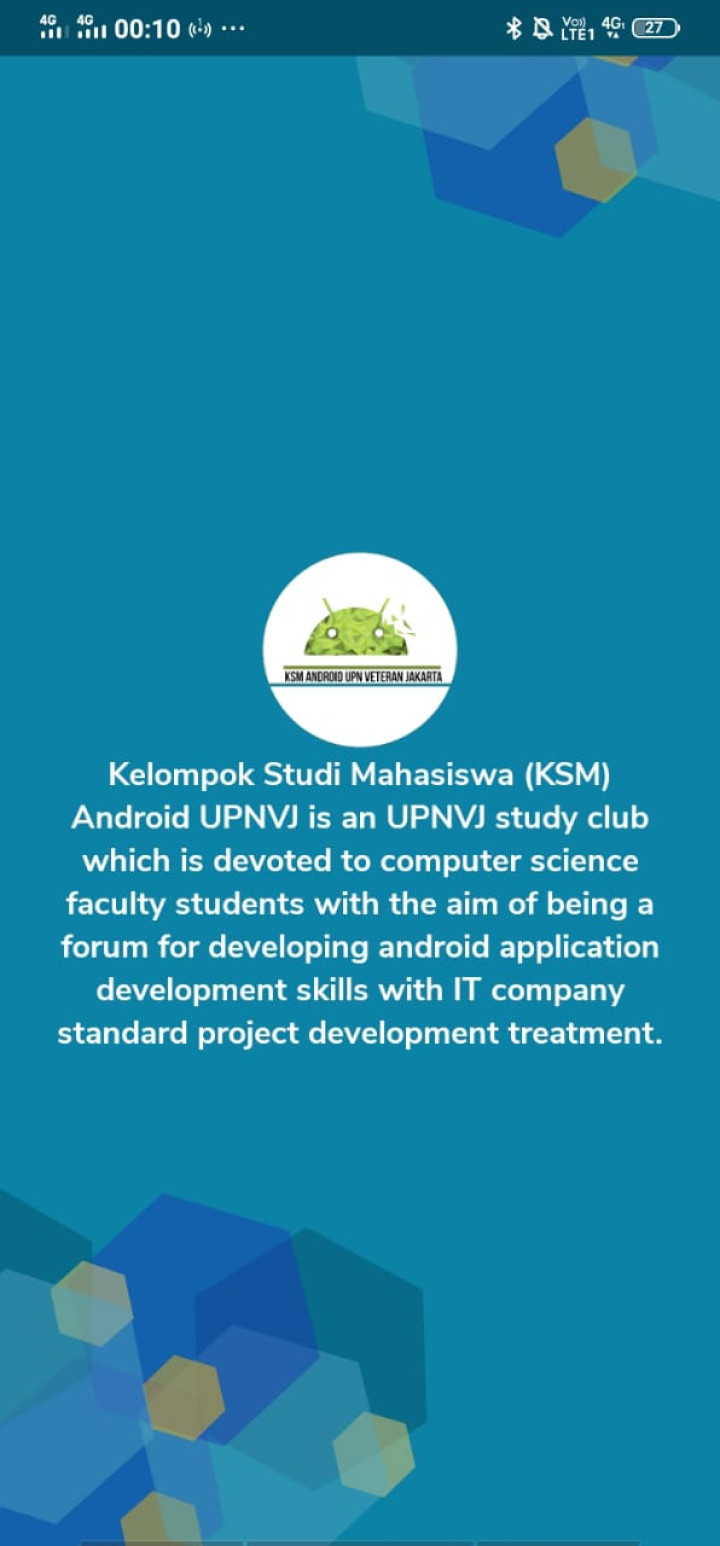 4G 4G 00:10 ...
Vo)) LTE1 4G 27
KSM ANDROID UPN VETERAN JAKARTA
Kelompok Studi Mahasiswa (KSM)
Android UPNVJ is an UPNVJ study club
which is devoted to computer science
faculty students with the aim of being a
forum for developing android application
development skills with IT company
standard project development treatment.